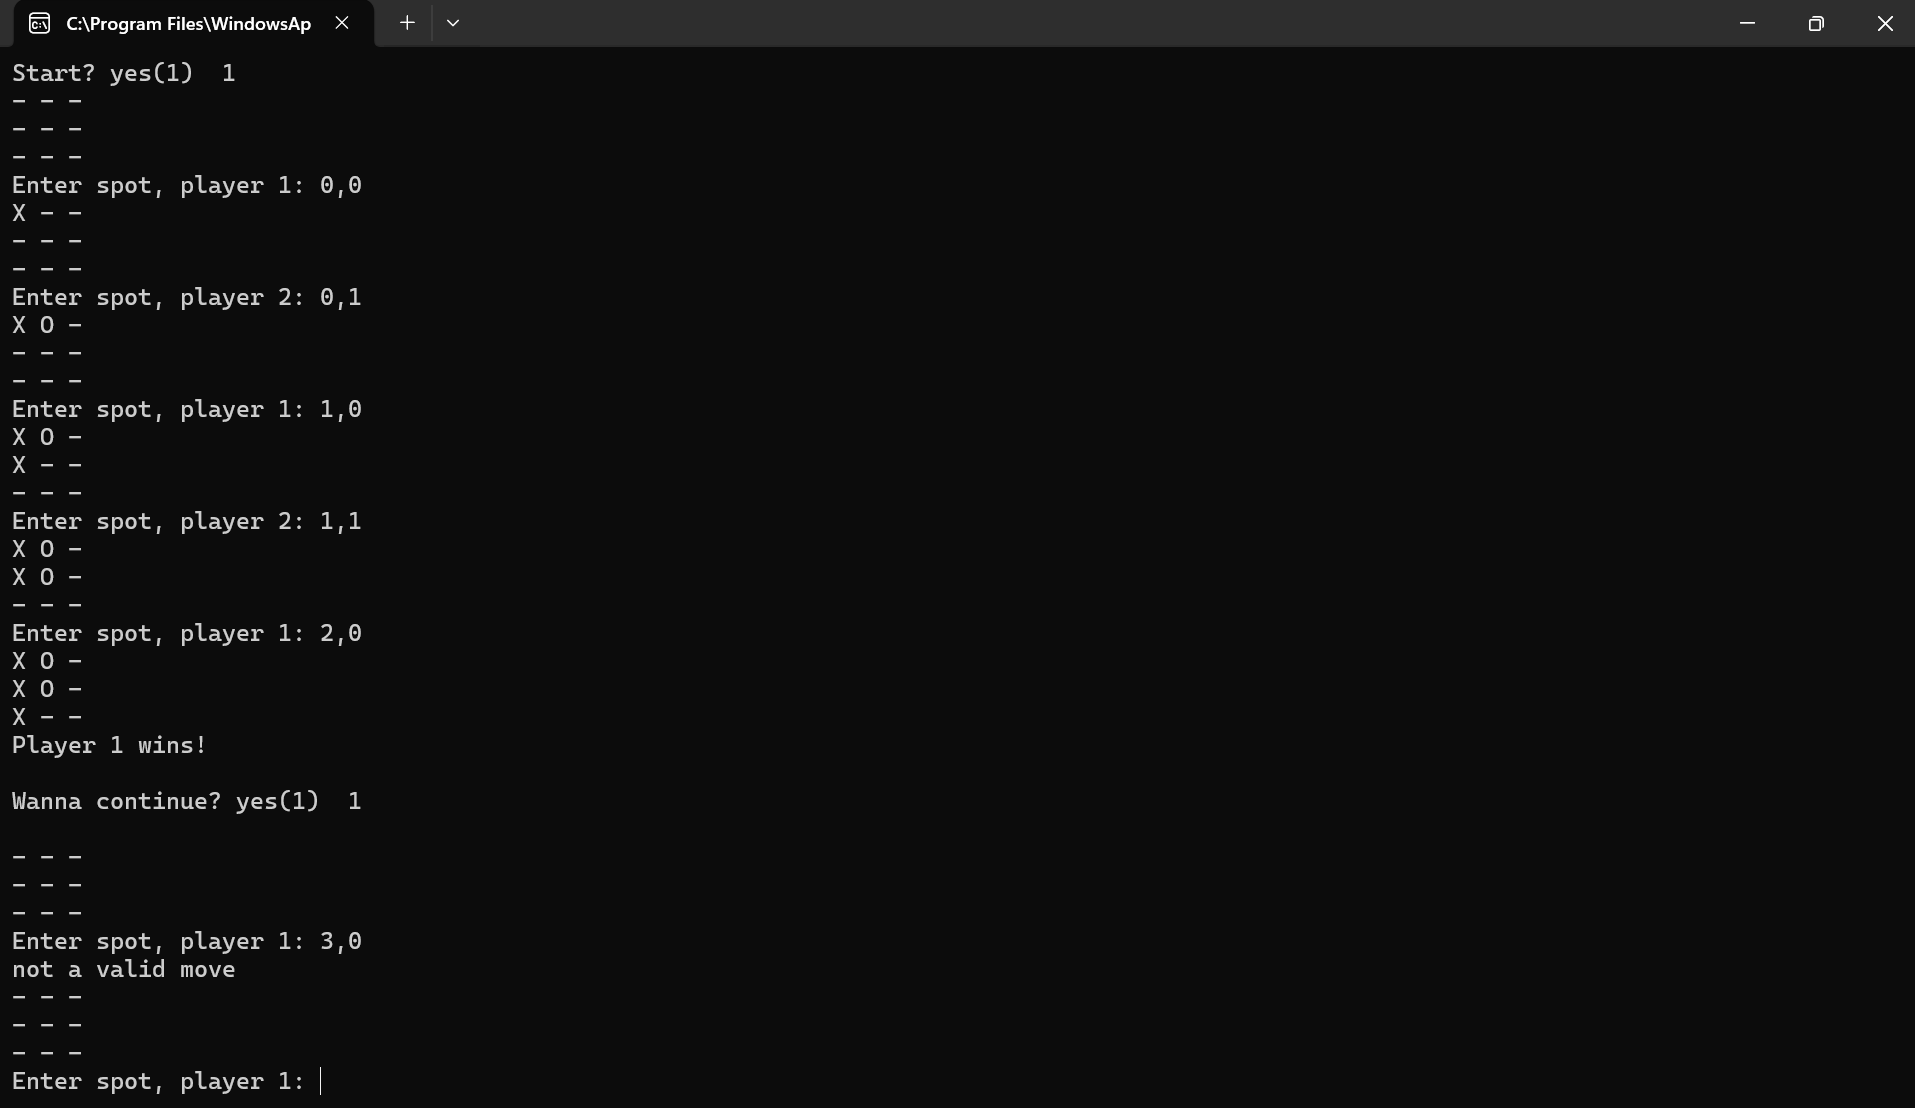 C:\Program Files\WindowsAp
Start? yes(1)  1
- - -
- - -
- - -
Enter spot, player 1: 0,0
X - -
- - -
- - -
Enter spot, player 2: 0,1
X O -
- - -
- - -
Enter spot, player 1: 1,0
X O -
X - -
- - -
Enter spot, player 2: 1,1
X O -
X O -
- - -
Enter spot, player 1: 2,0
X O -
X O -
X - -
Player 1 wins!
Wanna continue? yes(1)  1
- - -
- - -
- - -
Enter spot, player 1: 3,0
not a valid move
- - -
- - -
- - -
Enter spot, player 1: